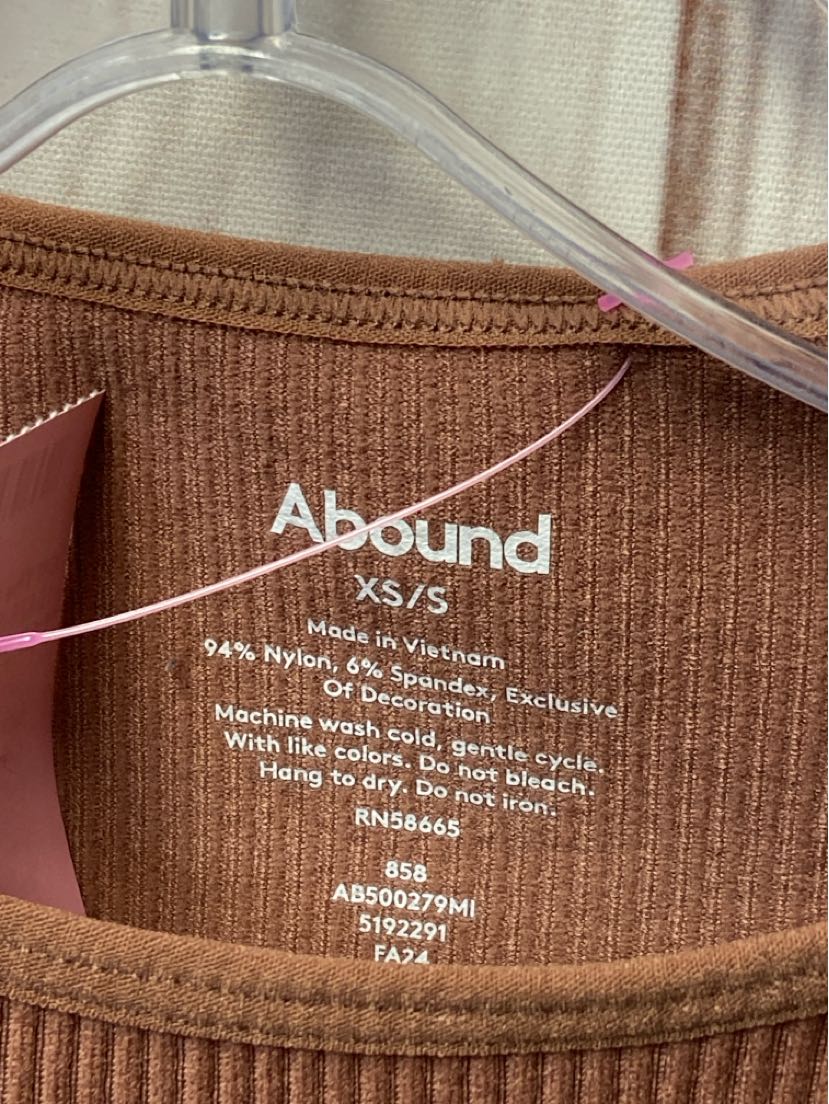 Abound
XS/S
Made in Vietnam
94% Nylon, 6% Spandex, Exclusive
Of Decoration
Machine wash cold, gentle cycle.
With like colors. Do not bleach.
Hang to dry. Do not iron.
RN58665
858
AB500279MI
5192291
FA24